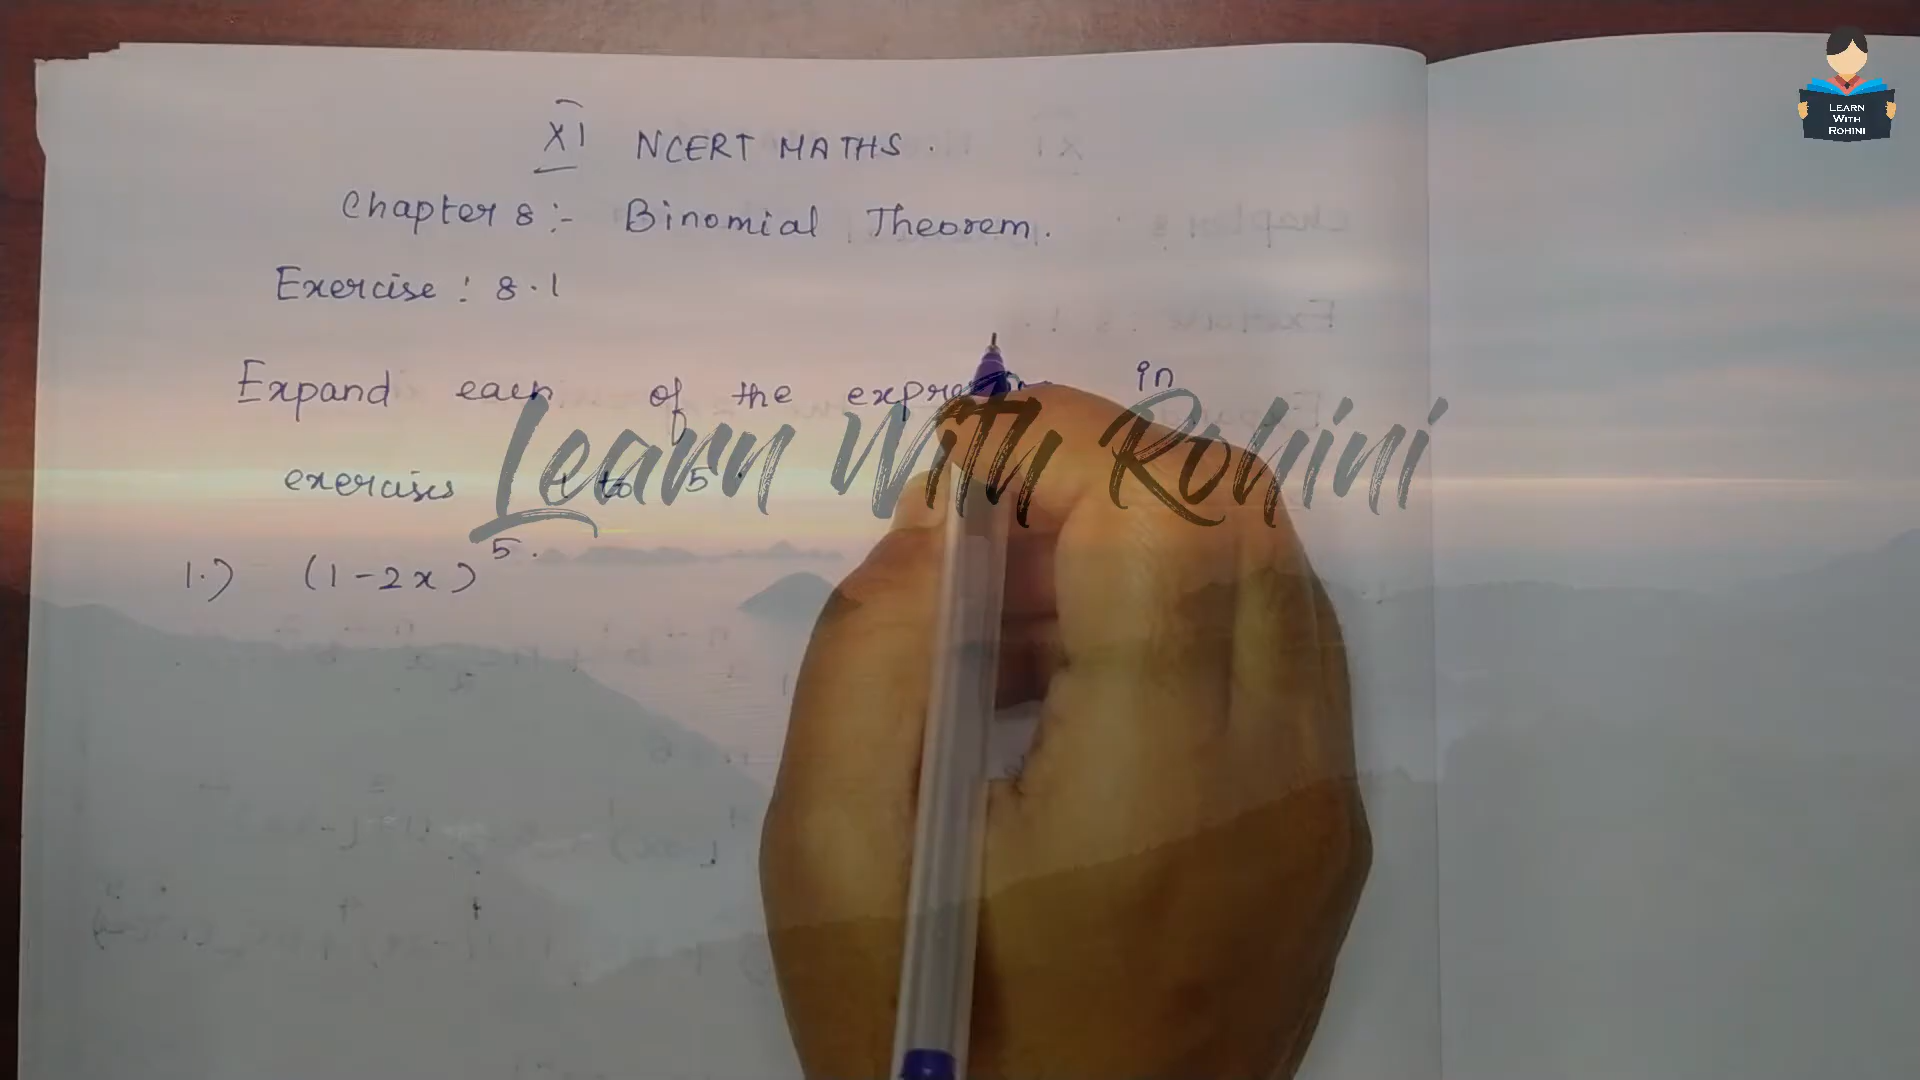 XI NCERT MATHS.
Chapter 8:- Binomial Theorem.
Exercise: 8.1
Expand each of the in
exercises 1 to 5.
1.) (1-2x)^5.
Learn With Rohini
LEARN
WITH
ROHINI